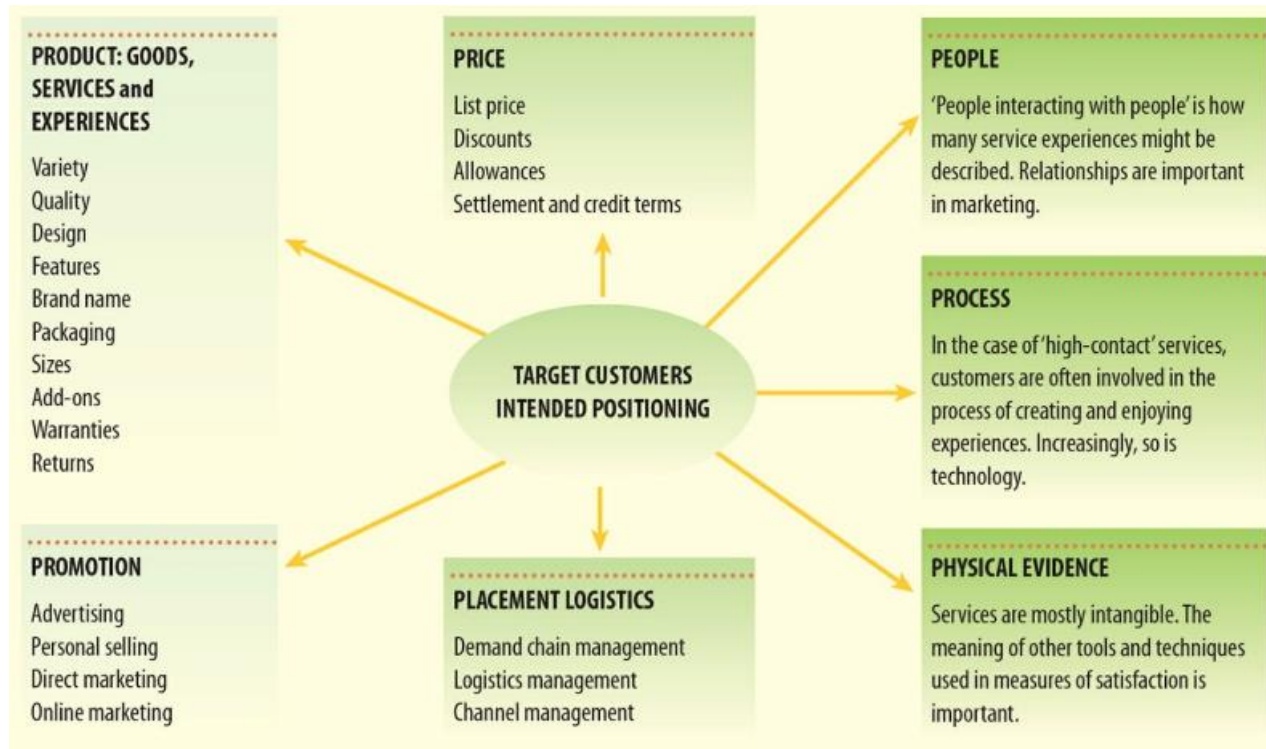 PRODUCT: GOODS,
SERVICES and
EXPERIENCES
Variety
Quality
Design
Features
Brand name
Packaging
Sizes
Add-ons
Warranties
Returns
PRICE
List price
Discounts
Allowances
Settlement and credit terms
PEOPLE
‘People interacting with people’ is how
many service experiences might be
described. Relationships are important
in marketing.
TARGET CUSTOMERS
INTENDED POSITIONING
PROCESS
In the case of ‘high-contact’ services,
customers are often involved in the
process of creating and enjoying
experiences. Increasingly, so is
technology.
PROMOTION
Advertising
Personal selling
Direct marketing
Online marketing
PLACEMENT LOGISTICS
Demand chain management
Logistics management
Channel management
PHYSICAL EVIDENCE
Services are mostly intangible. The
meaning of other tools and techniques
used in measures of satisfaction is
important.